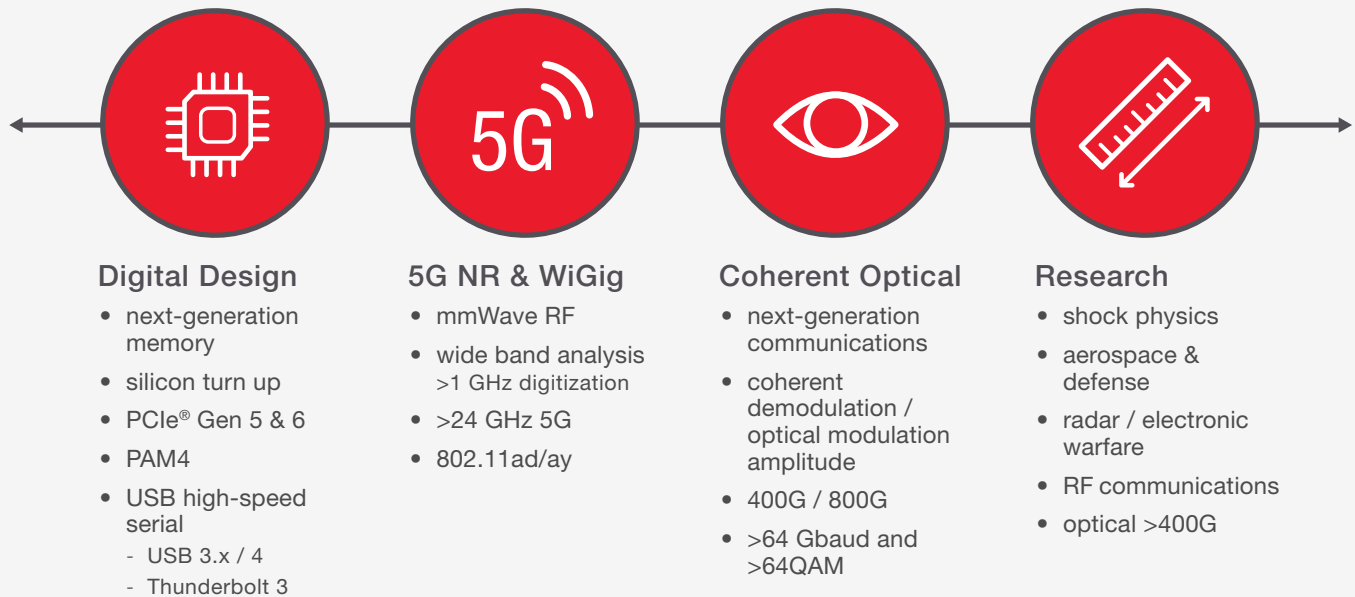 5G
Digital Design
• next-generation
memory
• silicon turn up
• PCIe® Gen 5 & 6
• PAM4
• USB high-speed
serial
- USB 3.x / 4
- Thunderbolt 3
5G NR & WiGig
• mmWave RF
• wide band analysis
>1 GHz digitization
• >24 GHz 5G
• 802.11ad/ay
Coherent Optical
• next-generation
communications
• coherent
demodulation /
optical modulation
amplitude
• 400G / 800G
• >64 Gbaud and
>64QAM
Research
• shock physics
• aerospace &
defense
• radar / electronic
warfare
• RF communications
• optical >400G